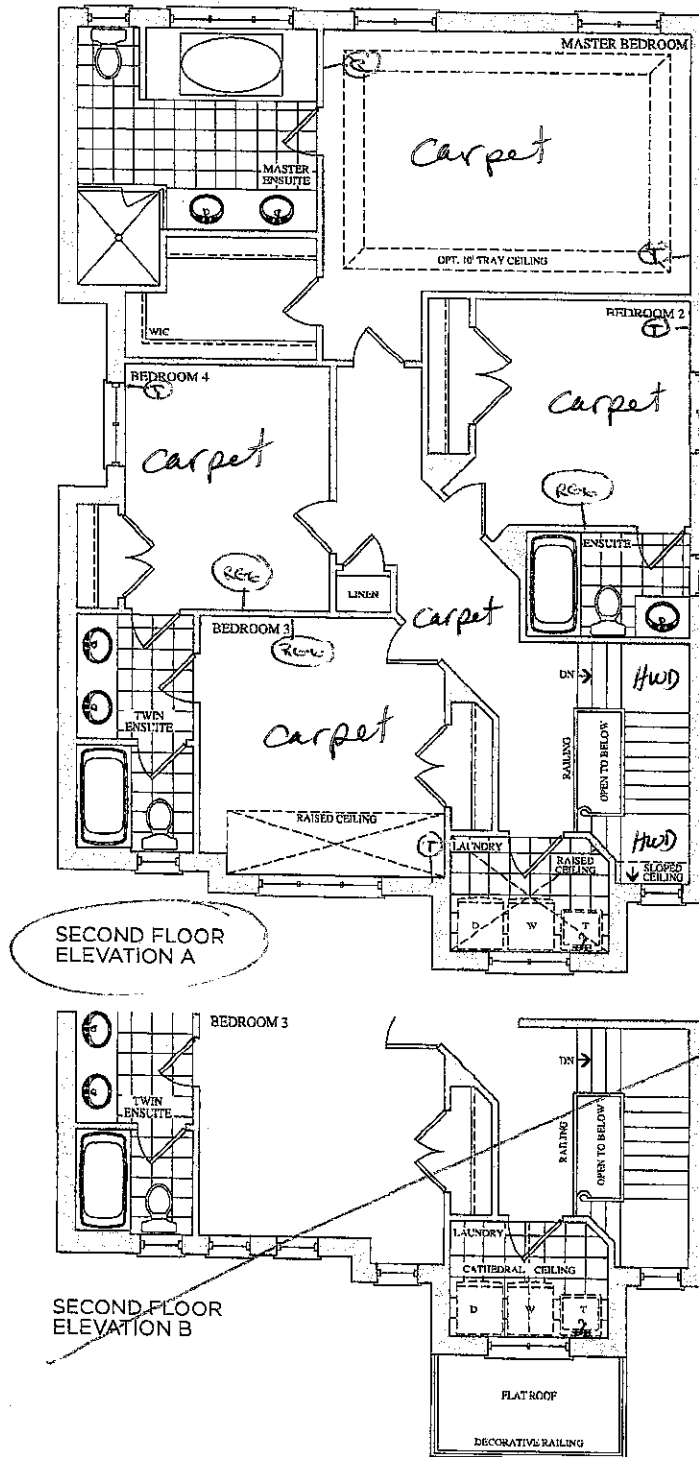 MASTER BEDROOM
R
carpet
MASTER
ENSUITE
OPT. 10' TRAY CEILING
T
WIC
BEDROOM 2
T
BEDROOM 4
T
carpet
carpet
REG
ENSUITE
REG
LINEN
carpet
BEDROOM 3
REG
DN
HWD
TWIN
ENSUITE
carpet
RAILING
OPEN TO BELOW
RAISED CEILING
T
LAUNDRY
RAISED
CEILING
HWD
SLOPED
CEILING
D
W
T
SECOND FLOOR
ELEVATION A
BEDROOM 3
DN
TWIN
ENSUITE
RAILING
OPEN TO BELOW
LAUNDRY
CATHEDRAL CEILING
D
W
T
SECOND FLOOR
ELEVATION B
FLAT ROOF
DECORATIVE RAILING